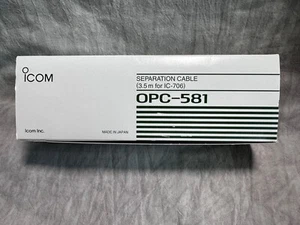 ICOM
SEPARATION CABLE
(3.5 m for IC-706)
OPC-581
Icom Inc.
MADE IN JAPAN